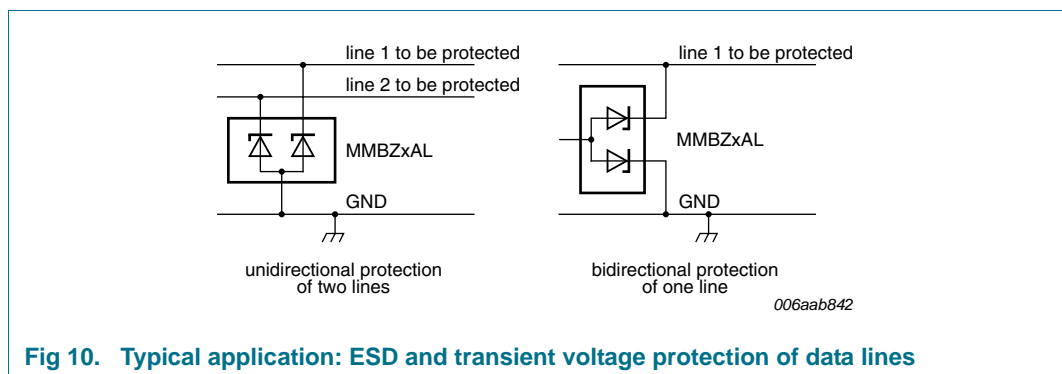 line 1 to be protected
line 2 to be protected
MMBZxAL
GND
unidirectional protection
of two lines
line 1 to be protected
MMBZxAL
GND
bidirectional protection
of one line
006aab842
Fig 10. Typical application: ESD and transient voltage protection of data lines